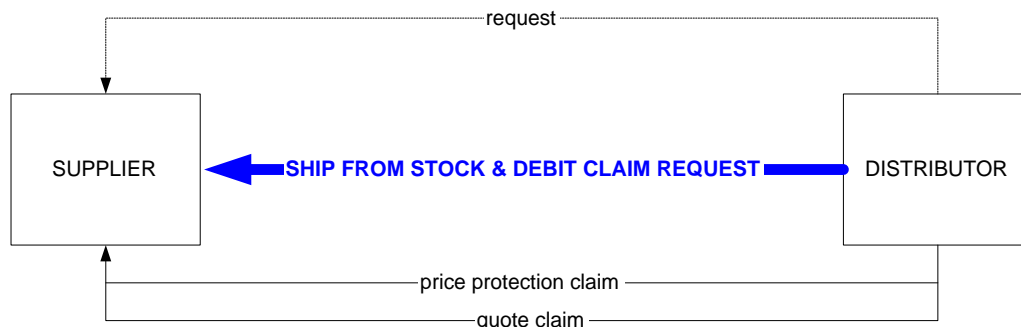 request
SUPPLIER
SHIP FROM STOCK & DEBIT CLAIM REQUEST
DISTRIBUTOR
price protection claim
quote claim